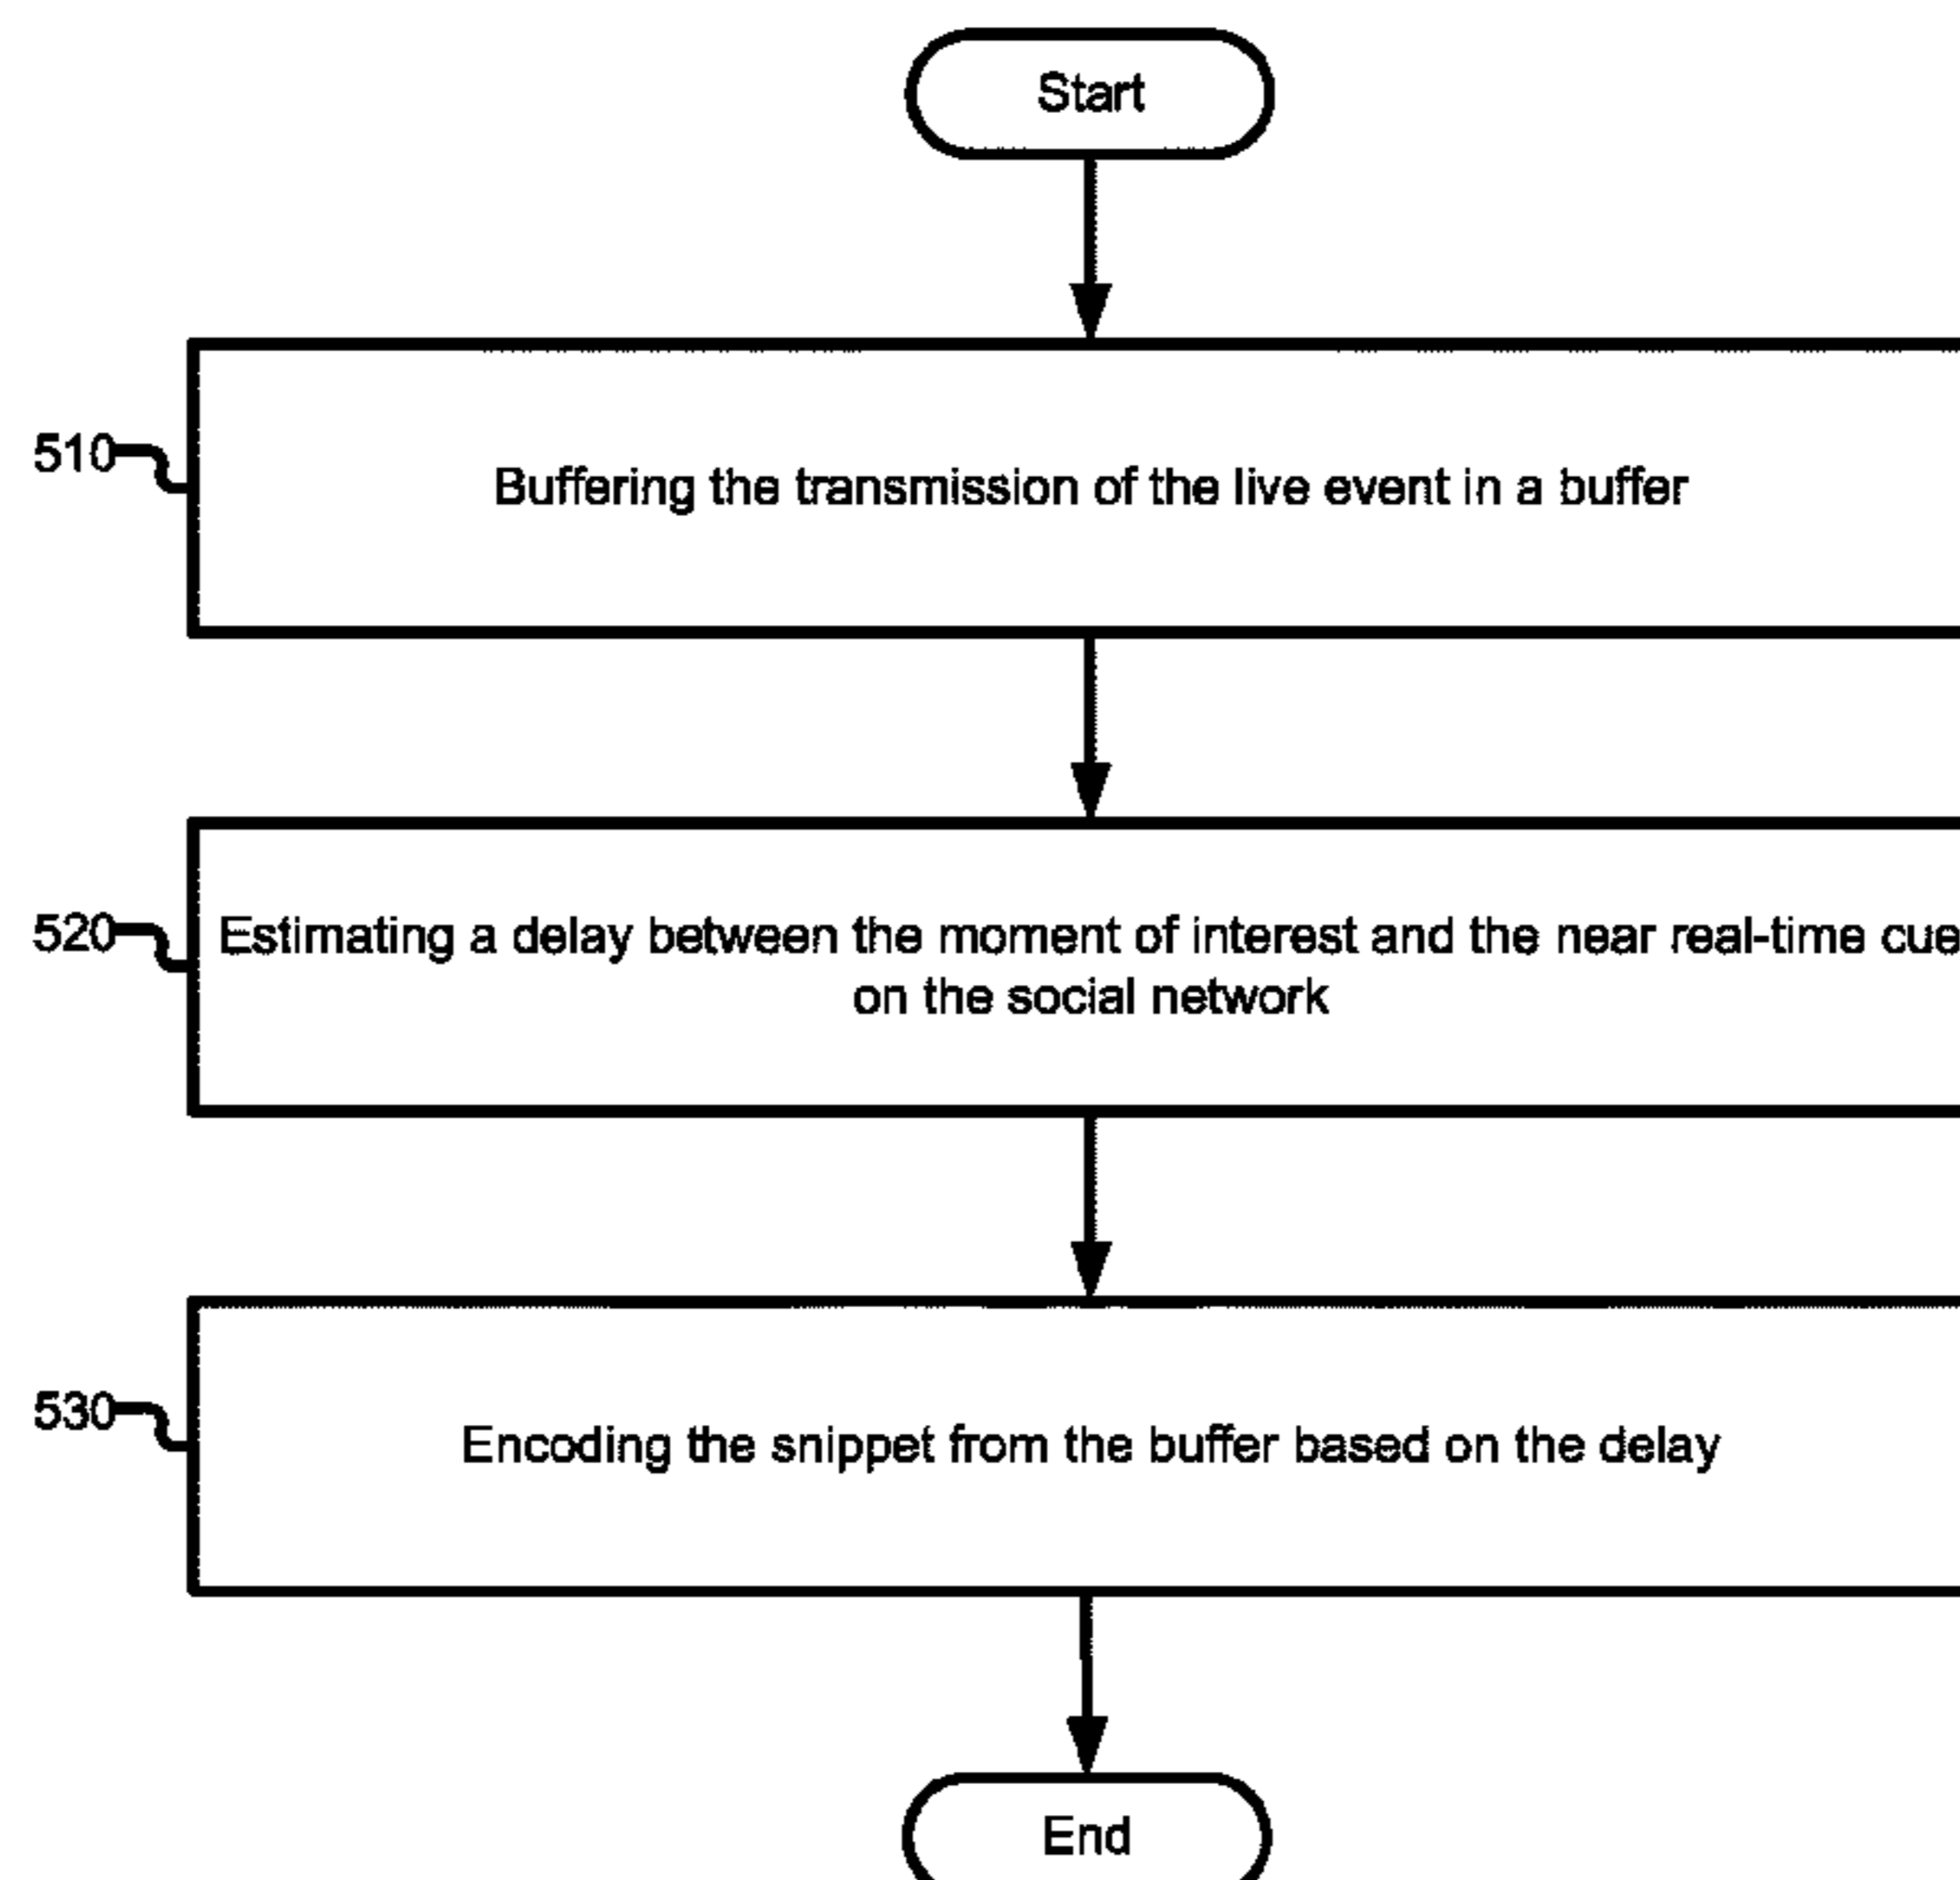 Start
510
Buffering the transmission of the live event in a buffer
520
Estimating a delay between the moment of interest and the near real-time cue
on the social network
530
Encoding the snippet from the buffer based on the delay
End